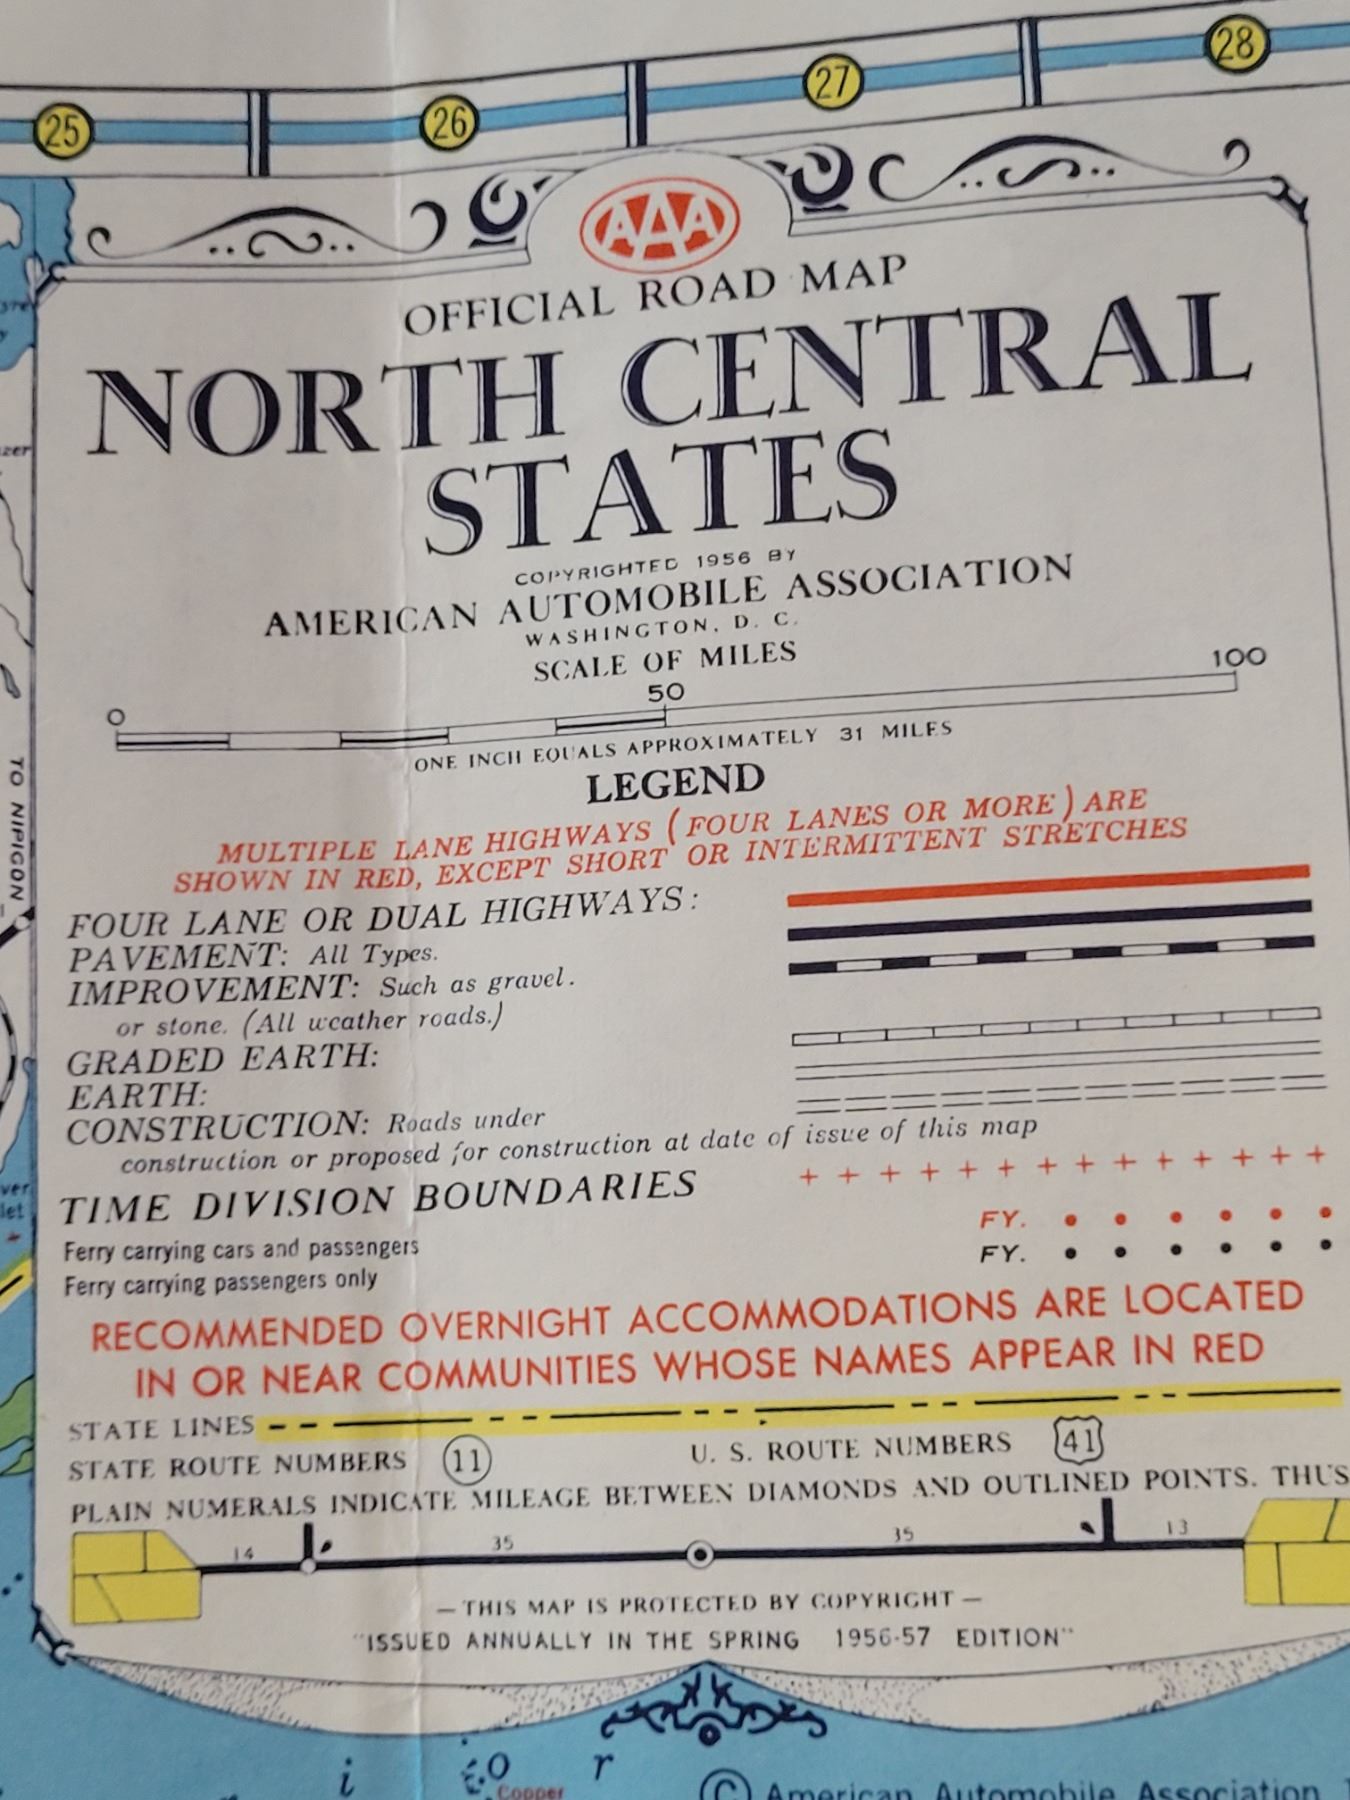 25 26 27 28
AAA
OFFICIAL ROAD MAP
NORTH CENTRAL
STATES
COPYRIGHTED 1956 BY
AMERICAN AUTOMOBILE ASSOCIATION
WASHINGTON, D. C.
SCALE OF MILES
0 50 100
ONE INCH EQUALS APPROXIMATELY 31 MILES
LEGEND
MULTIPLE LANE HIGHWAYS (FOUR LANES OR MORE) ARE
SHOWN IN RED, EXCEPT SHORT OR INTERMITTENT STRETCHES
FOUR LANE OR DUAL HIGHWAYS:
PAVEMENT: All Types.
IMPROVEMENT: Such as gravel.
or stone. (All weather roads.)
GRADED EARTH:
EARTH:
CONSTRUCTION: Roads under
construction or proposed for construction at date of issue of this map
TIME DIVISION BOUNDARIES
Ferry carrying cars and passengers FY.
Ferry carrying passengers only FY.
RECOMMENDED OVERNIGHT ACCOMMODATIONS ARE LOCATED
IN OR NEAR COMMUNITIES WHOSE NAMES APPEAR IN RED
STATE LINES
STATE ROUTE NUMBERS 11 U. S. ROUTE NUMBERS 41
PLAIN NUMERALS INDICATE MILEAGE BETWEEN DIAMONDS AND OUTLINED POINTS. THUS
14 35 35 13
— THIS MAP IS PROTECTED BY COPYRIGHT —
"ISSUED ANNUALLY IN THE SPRING 1956-57 EDITION"
TO NIPIGON
i o r
Copper
© American Automobile Association